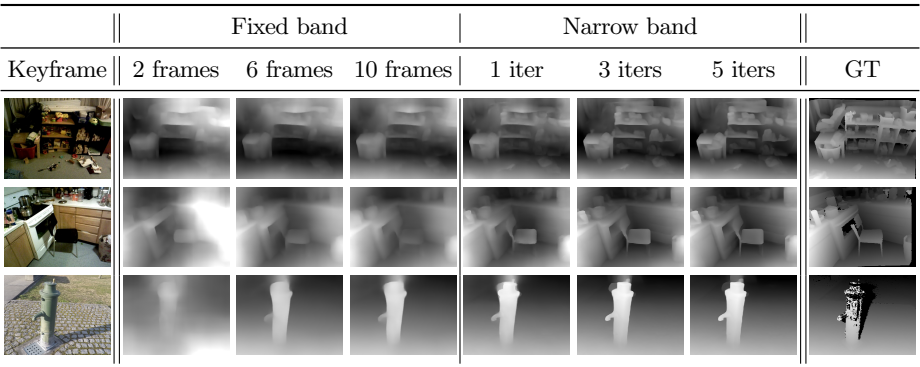 Fixed band Narrow band
Keyframe 2 frames 6 frames 10 frames 1 iter 3 iters 5 iters GT